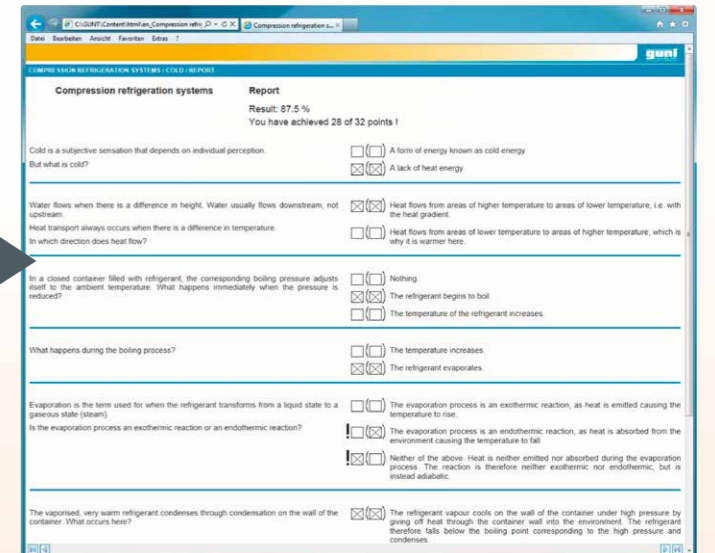 C:\GUNT\Content\html\en_Compression refri
Compression refrigeration s...
Datei Bearbeiten Ansicht Favoriten Extras ?
gunt
COMPRESSION REFRIGERATION SYSTEMS / COLD / REPORT
Compression refrigeration systems Report
Result: 87.5 %
You have achieved 28 of 32 points !
Cold is a subjective sensation that depends on individual perception.
But what is cold?
A form of energy known as cold energy
A lack of heat energy
Water flows when there is a difference in height. Water usually flows downstream, not
upstream.
Heat transport always occurs when there is a difference in temperature.
In which direction does heat flow?
Heat flows from areas of higher temperature to areas of lower temperature, i.e. with
the heat gradient.
Heat flows from areas of lower temperature to areas of higher temperature, which is
why it is warmer here.
In a closed container filled with refrigerant, the corresponding boiling pressure adjusts
itself to the ambient temperature. What happens immediately when the pressure is
reduced?
Nothing.
The refrigerant begins to boil.
The temperature of the refrigerant increases.
What happens during the boiling process?
The temperature increases.
The refrigerant evaporates.
Evaporation is the term used for when the refrigerant transforms from a liquid state to a
gaseous state (steam).
Is the evaporation process an exothermic reaction or an endothermic reaction?
The evaporation process is an exothermic reaction, as heat is emitted causing the
temperature to rise.
! The evaporation process is an endothermic reaction, as heat is absorbed from the
environment causing the temperature to fall.
! Neither of the above. Heat is neither emitted nor absorbed during the evaporation
process. The reaction is therefore neither exothermic nor endothermic, but is
instead adiabatic.
The vaporised, very warm refrigerant condenses through condensation on the wall of the
container. What occurs here?
The refrigerant vapour cools on the wall of the container under high pressure by
giving off heat through the container wall into the environment. The refrigerant
therefore falls below the boiling point corresponding to the high pressure and
condenses.